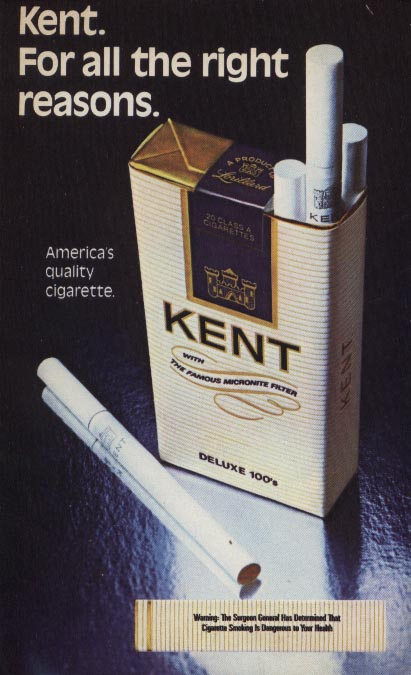 Kent.
For all the right
reasons.
America's
quality
cigarette.
A PRODUCT
Lorillard
20 CLASS A
CIGARETTES
KENT
WITH
THE FAMOUS MICRONITE FILTER
DELUXE 100's
KENT
KE
KENT
Warning: The Surgeon General Has Determined That
Cigarette Smoking Is Dangerous to Your Health